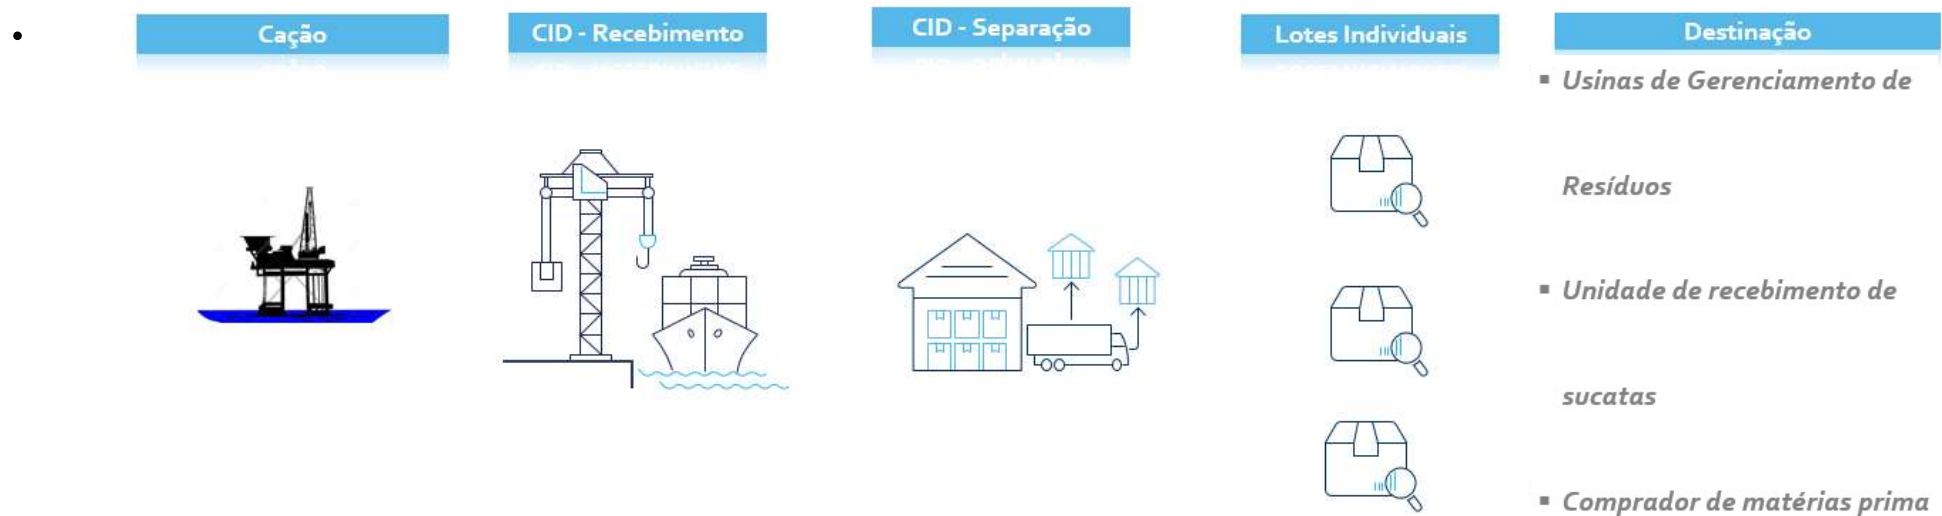 Cação
CID - Recebimento
CID - Separação
Lotes Individuais
Destinação
▪ Usinas de Gerenciamento de
Resíduos
▪ Unidade de recebimento de
sucatas
▪ Comprador de matérias prima